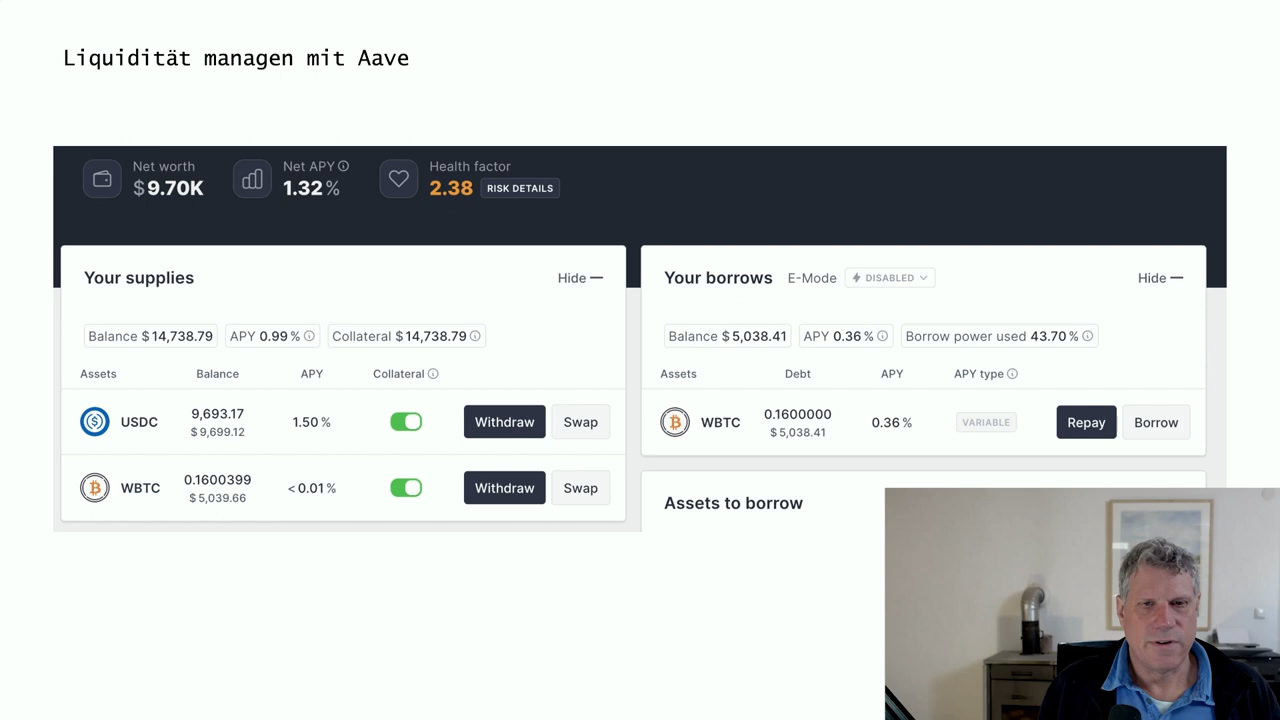 Liquidität managen mit Aave
Net worth
$9.70K
Net APY
1.32 %
Health factor
2.38 RISK DETAILS
Your supplies
Hide
Balance $ 14,738.79
APY 0.99 %
Collateral $ 14,738.79
Assets Balance APY Collateral
USDC 9,693.17 1.50 % Withdraw Swap
$ 9,699.12
WBTC 0.1600399 <0.01 % Withdraw Swap
$ 5,039.66
Your borrows E-Mode DISABLED
Hide
Balance $ 5,038.41
APY 0.36 %
Borrow power used 43.70 %
Assets Debt APY APY type
WBTC 0.1600000 0.36 % VARIABLE Repay Borrow
$ 5,038.41
Assets to borrow